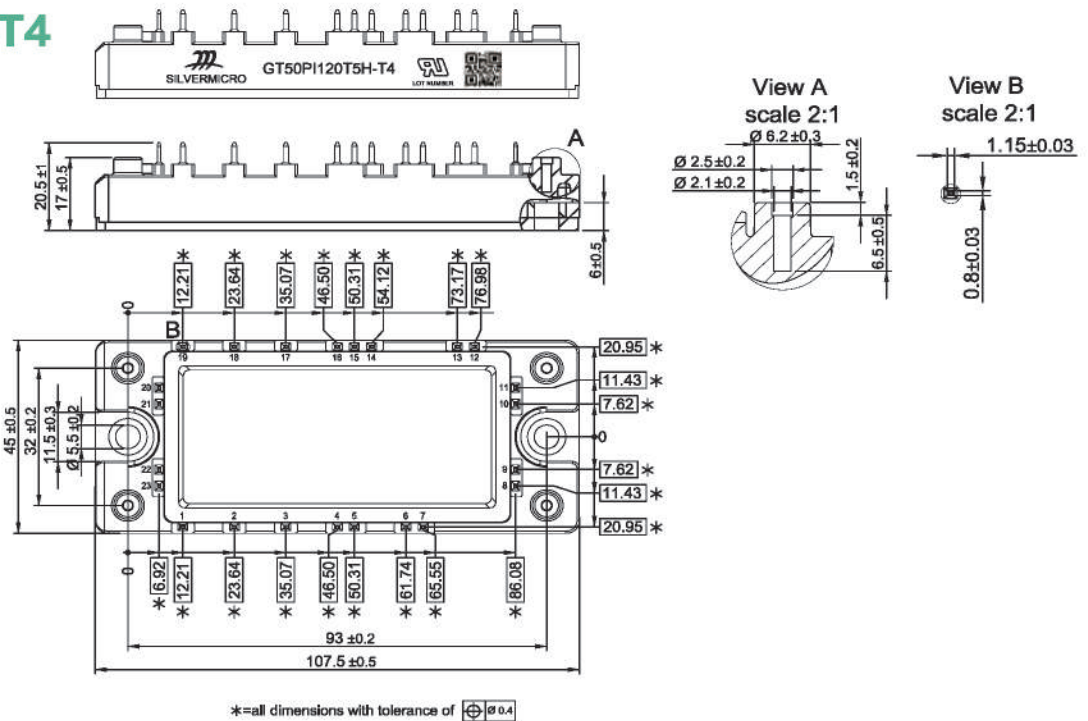 T4
SILVERMICRO
GT50PI120T5H-T4
LOT NUMBER
View A
scale 2:1
View B
scale 2:1
Ø 6.2±0.3
Ø 2.5±0.2
Ø 2.1±0.2
1.5±0.2
6.5±0.5
1.15±0.03
0.8±0.03
A
20.5±1
17±0.5
6±0.5
* * * * * * * *
0 12.21 23.64 35.07 46.50 50.31 54.12 73.17 76.98
B
19 18 17 16 15 14 13 12
20.95 *
20 11 11.43 *
21 10 7.62 *
0
22 9 7.62 *
23 8 11.43 *
1 2 3 4 5 6 7
20.95 *
45±0.5
32±0.2
11.5±0.3
Ø 5.5±0.2
0 6.92 12.21 23.64 35.07 46.50 50.31 61.74 65.55 86.08
* * * * * * * * *
93 ±0.2
107.5 ±0.5
*=all dimensions with tolerance of ⌖ Ø 0.4